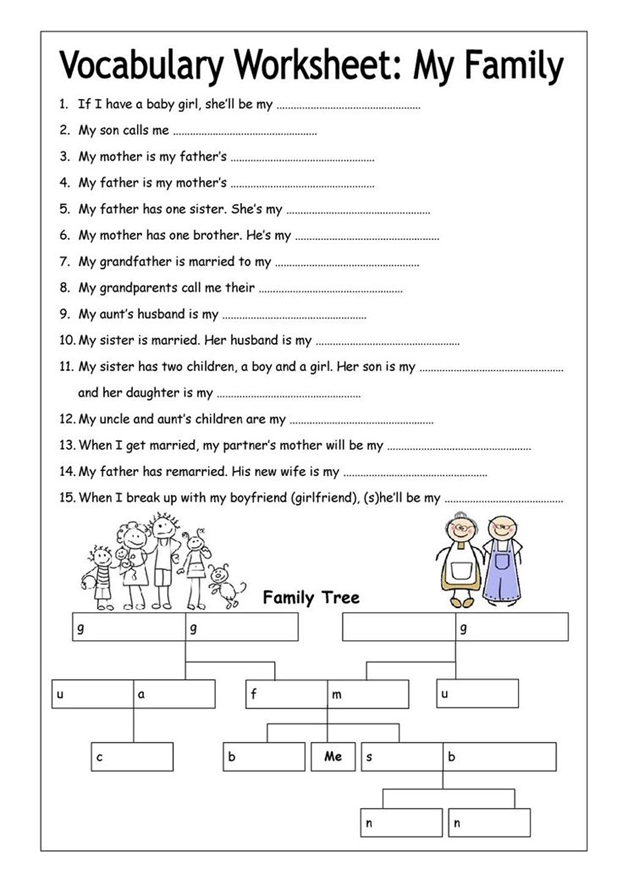 Vocabulary Worksheet: My Family
1. If I have a baby girl, she'll be my ..................................................
2. My son calls me ..................................................
3. My mother is my father's ..................................................
4. My father is my mother's ..................................................
5. My father has one sister. She's my ..................................................
6. My mother has one brother. He's my ..................................................
7. My grandfather is married to my ..................................................
8. My grandparents call me their ..................................................
9. My aunt's husband is my ..................................................
10. My sister is married. Her husband is my ..................................................
11. My sister has two children, a boy and a girl. Her son is my ..................................................
and her daughter is my ..................................................
12. My uncle and aunt's children are my ..................................................
13. When I get married, my partner's mother will be my ..................................................
14. My father has remarried. His new wife is my ..................................................
15. When I break up with my boyfriend (girlfriend), (s)he'll be my ..........................................
Family Tree
g g g
u a f m u
c b Me s b
n n